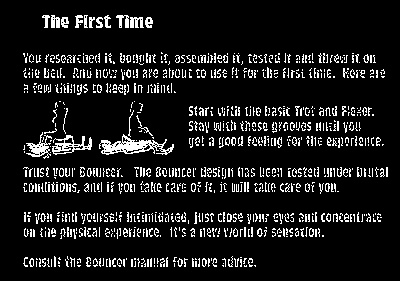 The First Time
You researched it, bought it, assembled it, tested it and threw it on
the bed. And now you are about to use it for the first time. Here are
a few things to keep in mind.
Start with the basic Trot and Flexer.
Stay with these grooves until you
get a good feeling for the experience.
Trust your Bouncer. The Bouncer design has been tested under brutal
conditions, and if you take care of it, it will take care of you.
If you find yourself intimidated, just close your eyes and concentrate
on the physical experience. It's a new world of sensation.
Consult the Bouncer manual for more advice.